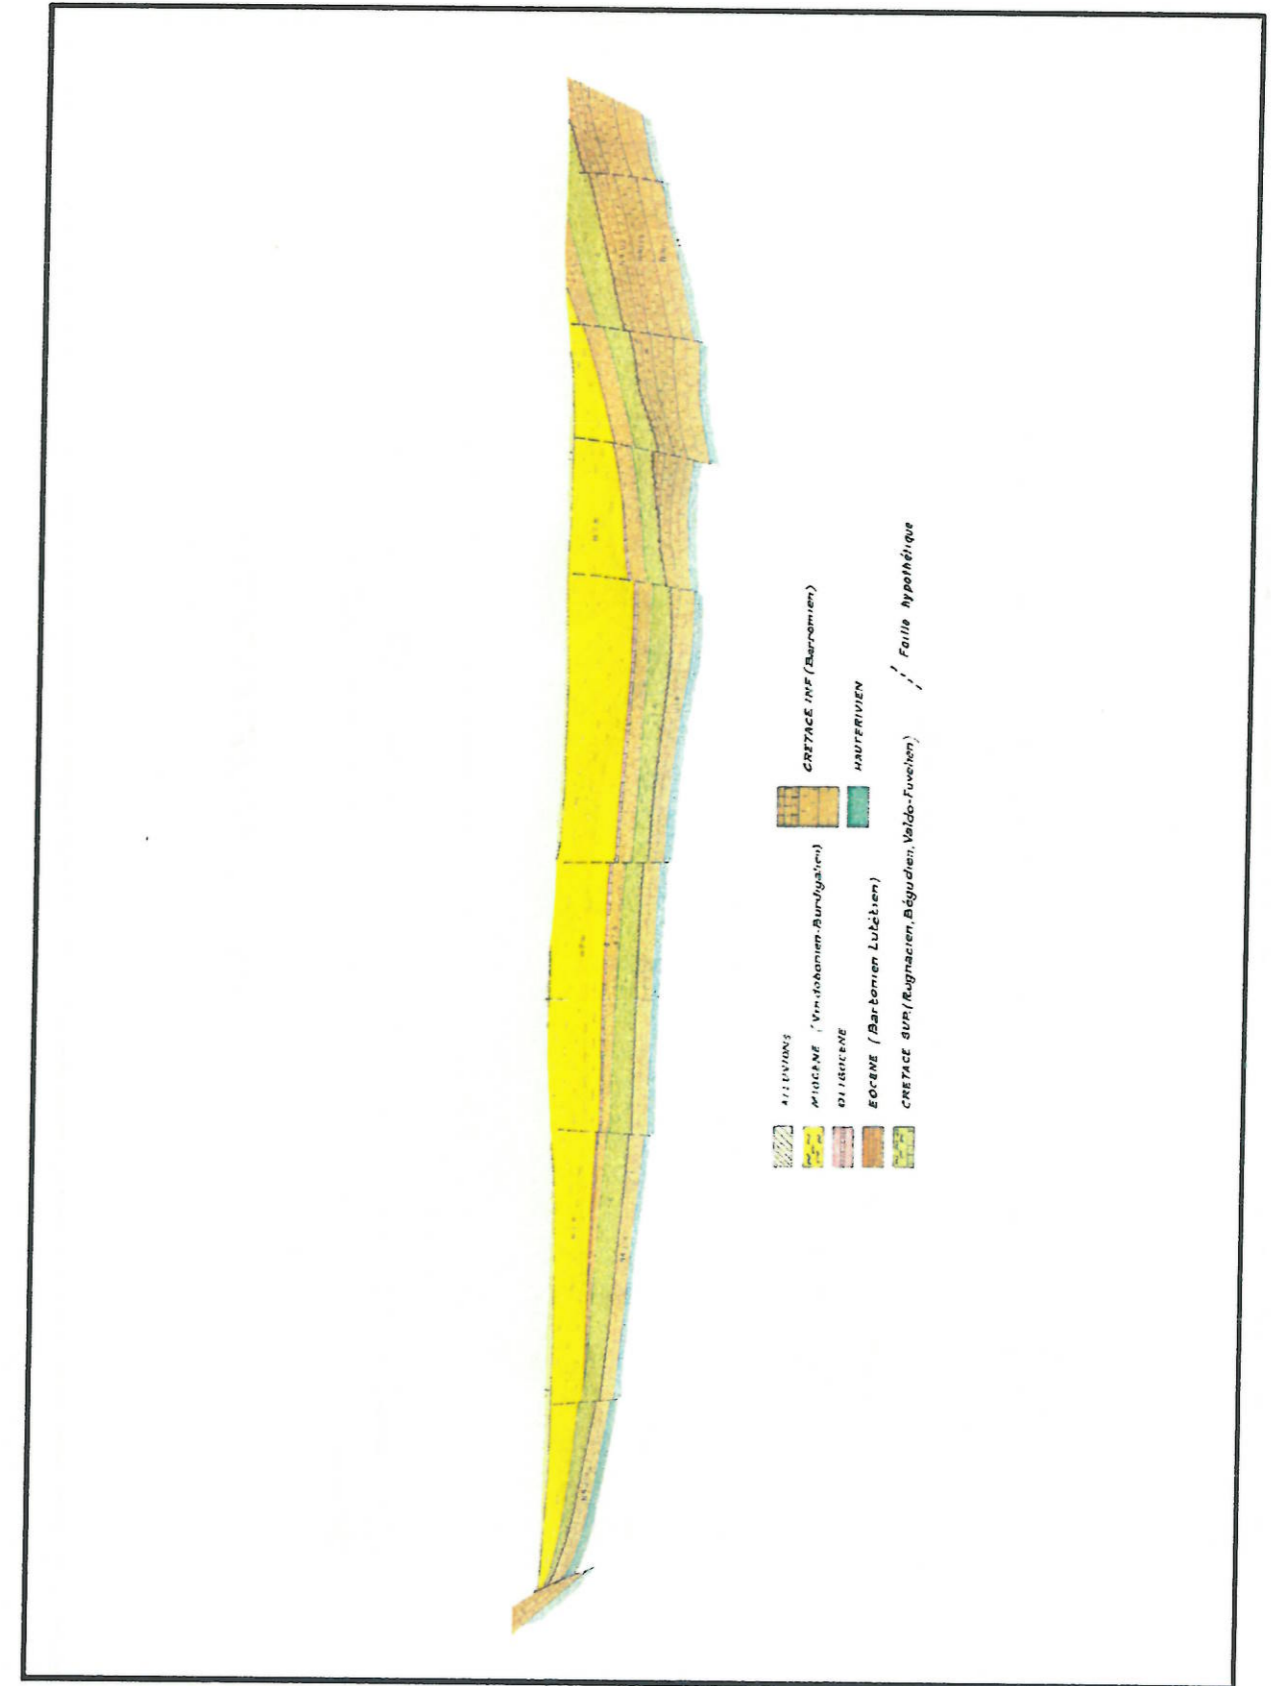 ALLUVIONS
MIOCENE (Vindobonien-Burdigalien)
OLIGOCENE
EOCENE (Bartonien Lutétien)
CRETACE SUP. (Rognacien, Bégudien, Valdo-Fuvelien)
CRETACE INF (Barremien)
HAUTERIVIEN
Faille hypothétique